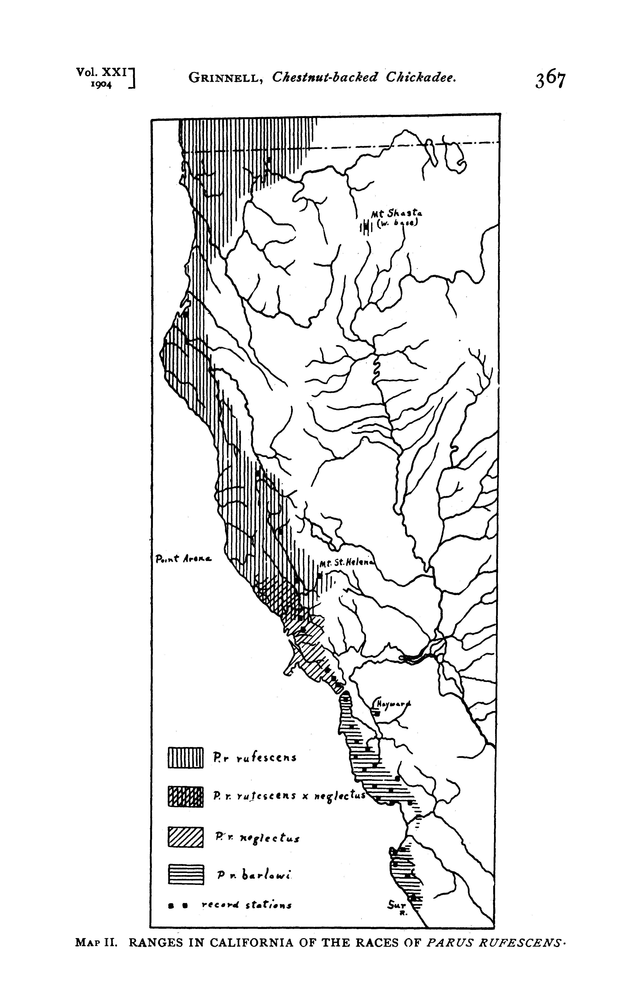 Vol. XXI]
1904
GRINNELL, Chestnut-backed Chickadee.
367
Mt Shasta
(w. base)
Point Arena
Mt. St. Helena
Hayward
P. r rufescens
P. r. rufescens x neglectus
P. r. neglectus
P r. barlowi
record stations
Sur
R.
MAP II. RANGES IN CALIFORNIA OF THE RACES OF PARUS RUFESCENS.